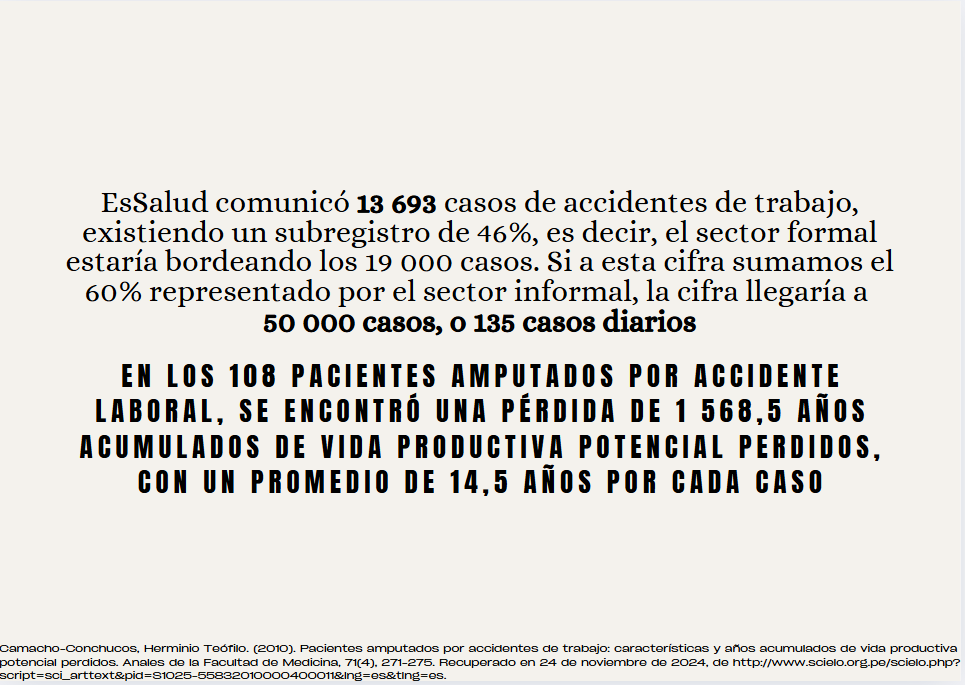 EsSalud comunicó 13 693 casos de accidentes de trabajo,
existiendo un subregistro de 46%, es decir, el sector formal
estaría bordeando los 19 000 casos. Si a esta cifra sumamos el
60% representado por el sector informal, la cifra llegaría a
50 000 casos, o 135 casos diarios
EN LOS 108 PACIENTES AMPUTADOS POR ACCIDENTE
LABORAL, SE ENCONTRÓ UNA PÉRDIDA DE 1 568,5 AÑOS
ACUMULADOS DE VIDA PRODUCTIVA POTENCIAL PERDIDOS,
CON UN PROMEDIO DE 14,5 AÑOS POR CADA CASO
Camacho-Conchucos, Herminio Teófilo. (2010). Pacientes amputados por accidentes de trabajo: características y años acumulados de vida productiva
potencial perdidos. Anales de la Facultad de Medicina, 71(4), 271-275. Recuperado en 24 de noviembre de 2024, de http://www.scielo.org.pe/scielo.php?
script=sci_arttext&pid=S1025-55832010000400011&lng=es&tlng=es.